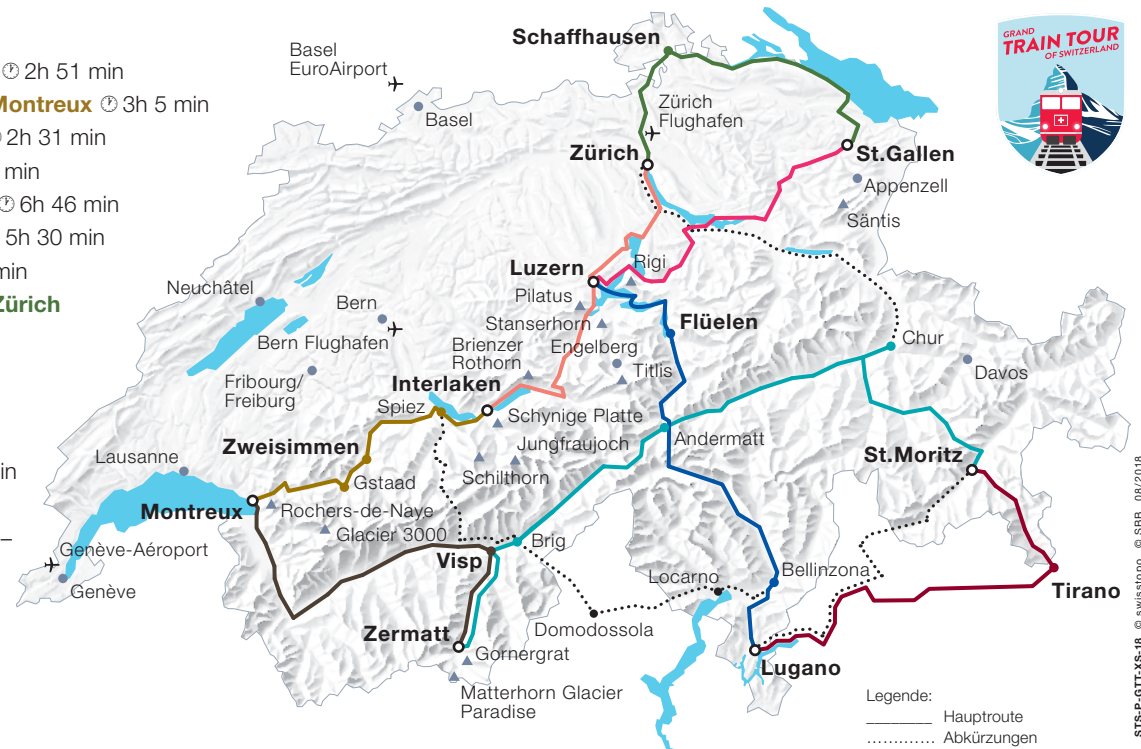 2h 51 min
Montreux 3h 5 min
2h 31 min
min
6h 46 min
5h 30 min
min
Zürich
in
–
GRAND
TRAIN TOUR
OF SWITZERLAND
Schaffhausen
Basel
EuroAirport
Basel
Zürich
Flughafen
Zürich
St.Gallen
Appenzell
Säntis
Luzern
Rigi
Pilatus
Neuchâtel
Bern
Stanserhorn
Flüelen
Bern Flughafen
Brienzer
Rothorn
Engelberg
Chur
Titlis
Davos
Fribourg/
Freiburg
Interlaken
Spiez
Schynige Platte
Zweisimmen
Jungfraujoch
Andermatt
Lausanne
St.Moritz
Schilthorn
Gstaad
Montreux
Rochers-de-Naye
Glacier 3000
Brig
Genève-Aéroport
Visp
Genève
Locarno
Bellinzona
Tirano
Domodossola
Zermatt
Gornergrat
Lugano
Matterhorn Glacier
Paradise
Legende:
Hauptroute
Abkürzungen
STS-P-GTT-XS-18 © swisstopo © SBB 08/2018